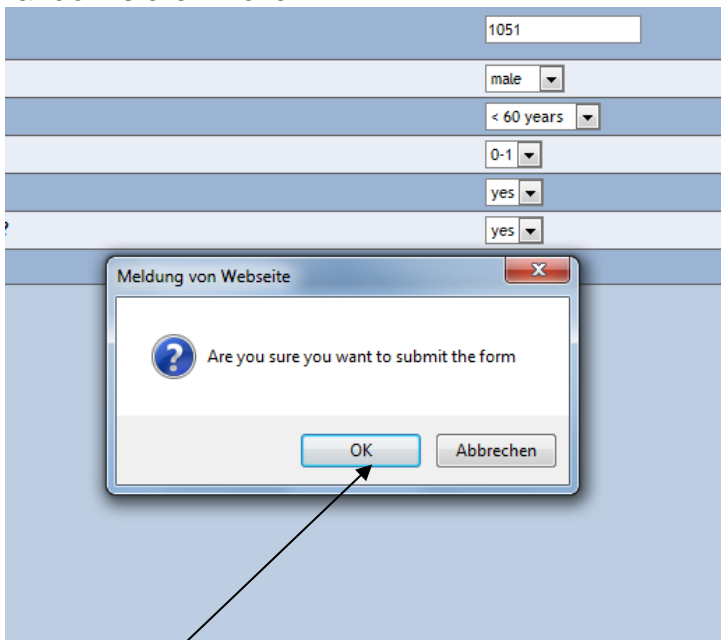 1051
male
< 60 years
0-1
yes
?
yes
Meldung von Webseite
Are you sure you want to submit the form
OK
Abbrechen